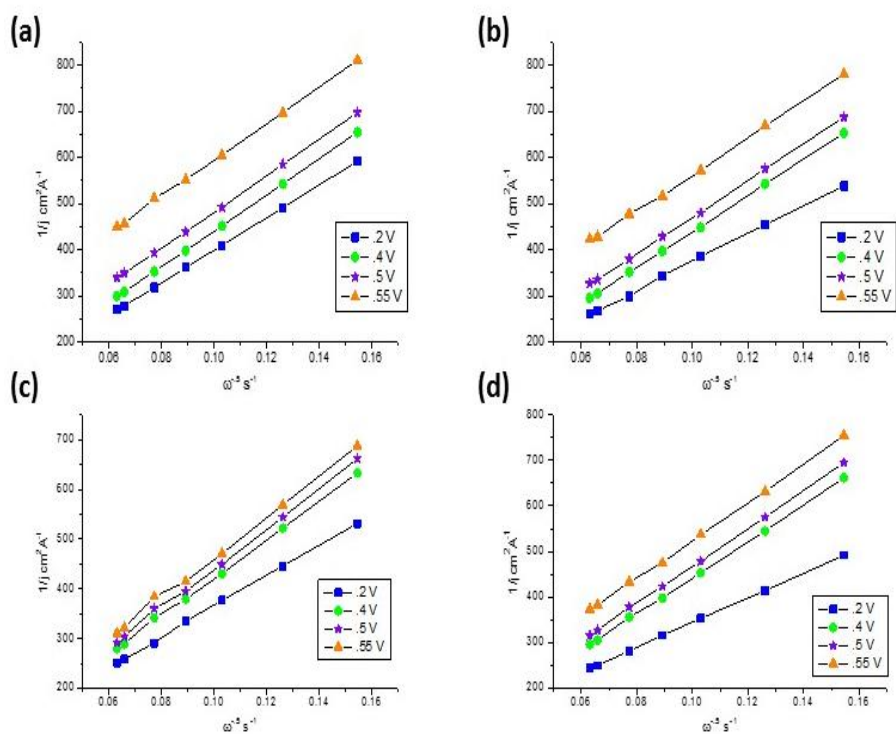 (a)
800
700
600
500
400
300
200
1/j cm²A⁻¹
.2 V
.4 V
.5 V
.55 V
0.06 0.08 0.10 0.12 0.14 0.16
ω⁻·⁵ s⁻¹
(b)
800
700
600
500
400
300
200
1/j cm²A⁻¹
.2 V
.4 V
.5 V
.55 V
0.06 0.08 0.10 0.12 0.14 0.16
ω⁻·⁵ s⁻¹
(c)
700
600
500
400
300
200
1/j cm²A⁻¹
.2 V
.4 V
.5 V
.55 V
0.06 0.08 0.10 0.12 0.14 0.16
ω⁻·⁵ s⁻¹
(d)
800
700
600
500
400
300
200
1/j cm²A⁻¹
.2 V
.4 V
.5 V
.55 V
0.06 0.08 0.10 0.12 0.14 0.16
ω⁻·⁵ s⁻¹